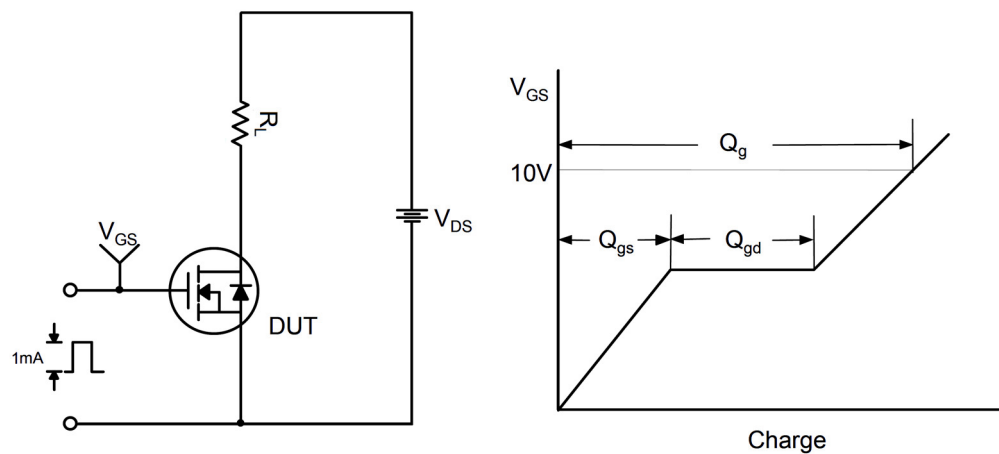 R_L
V_DS
V_GS
DUT
1mA
V_GS
Q_g
10V
Q_gs
Q_gd
Charge